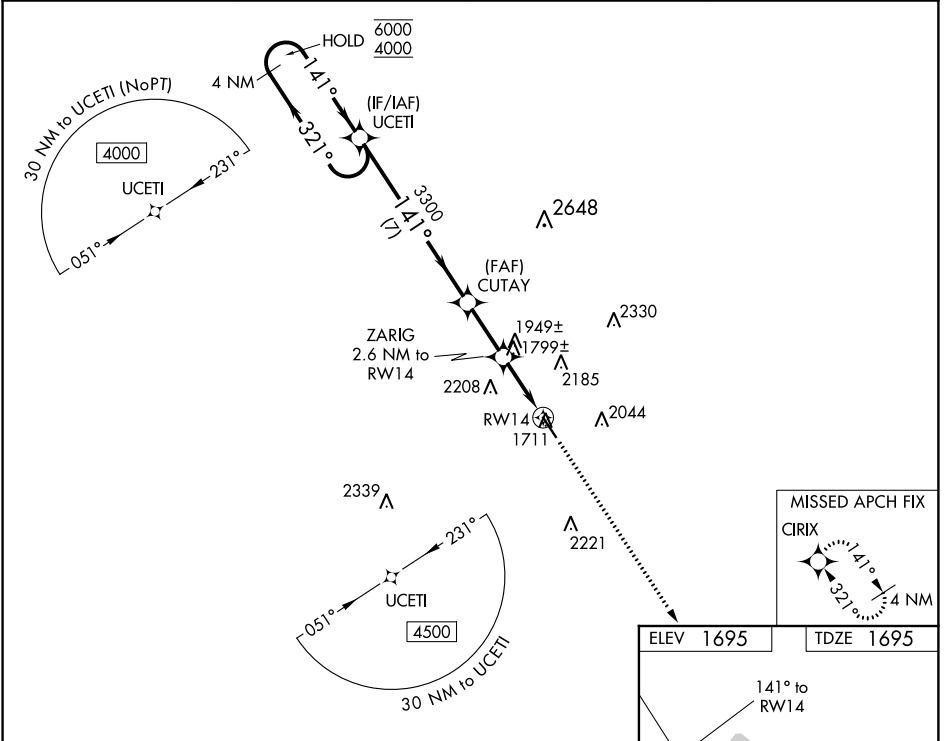 HOLD 6000
4000
4 NM
141°
321°
(IF/IAF)
UCETI
30 NM to UCETI (NoPT)
4000
UCETI
231°
051°
3300
141°
(7)
2648
(FAF)
CUTAY
2330
1949±
1799±
ZARIG
2.6 NM to
RW14
2185
2208
2044
RW14
1711
2339
2221
231°
UCETI
051°
4500
30 NM to UCETI
MISSED APCH FIX
CIRIX
141°
321°
4 NM
ELEV 1695
TDZE 1695
141° to
RW14